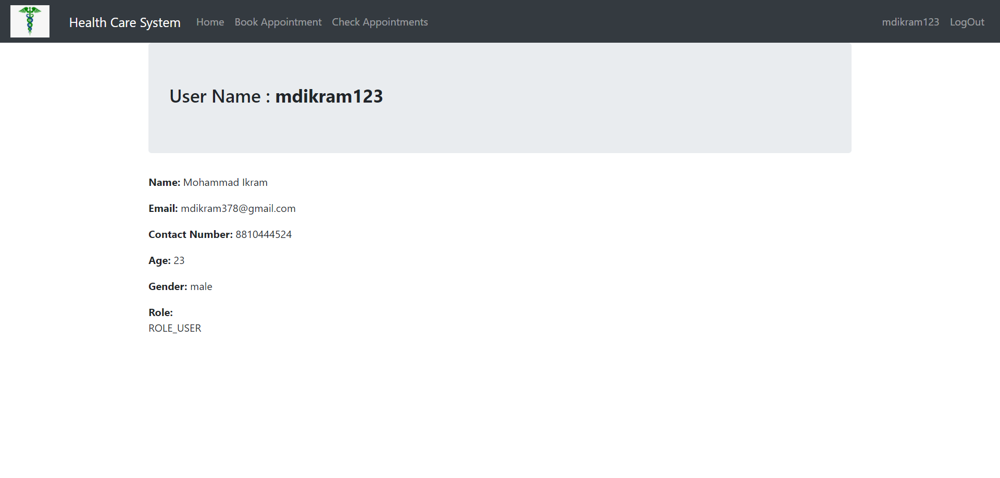 Health Care System Home Book Appointment Check Appointments mdikram123 LogOut
User Name : mdikram123
Name: Mohammad Ikram
Email: mdikram378@gmail.com
Contact Number: 8810444524
Age: 23
Gender: male
Role:
ROLE_USER